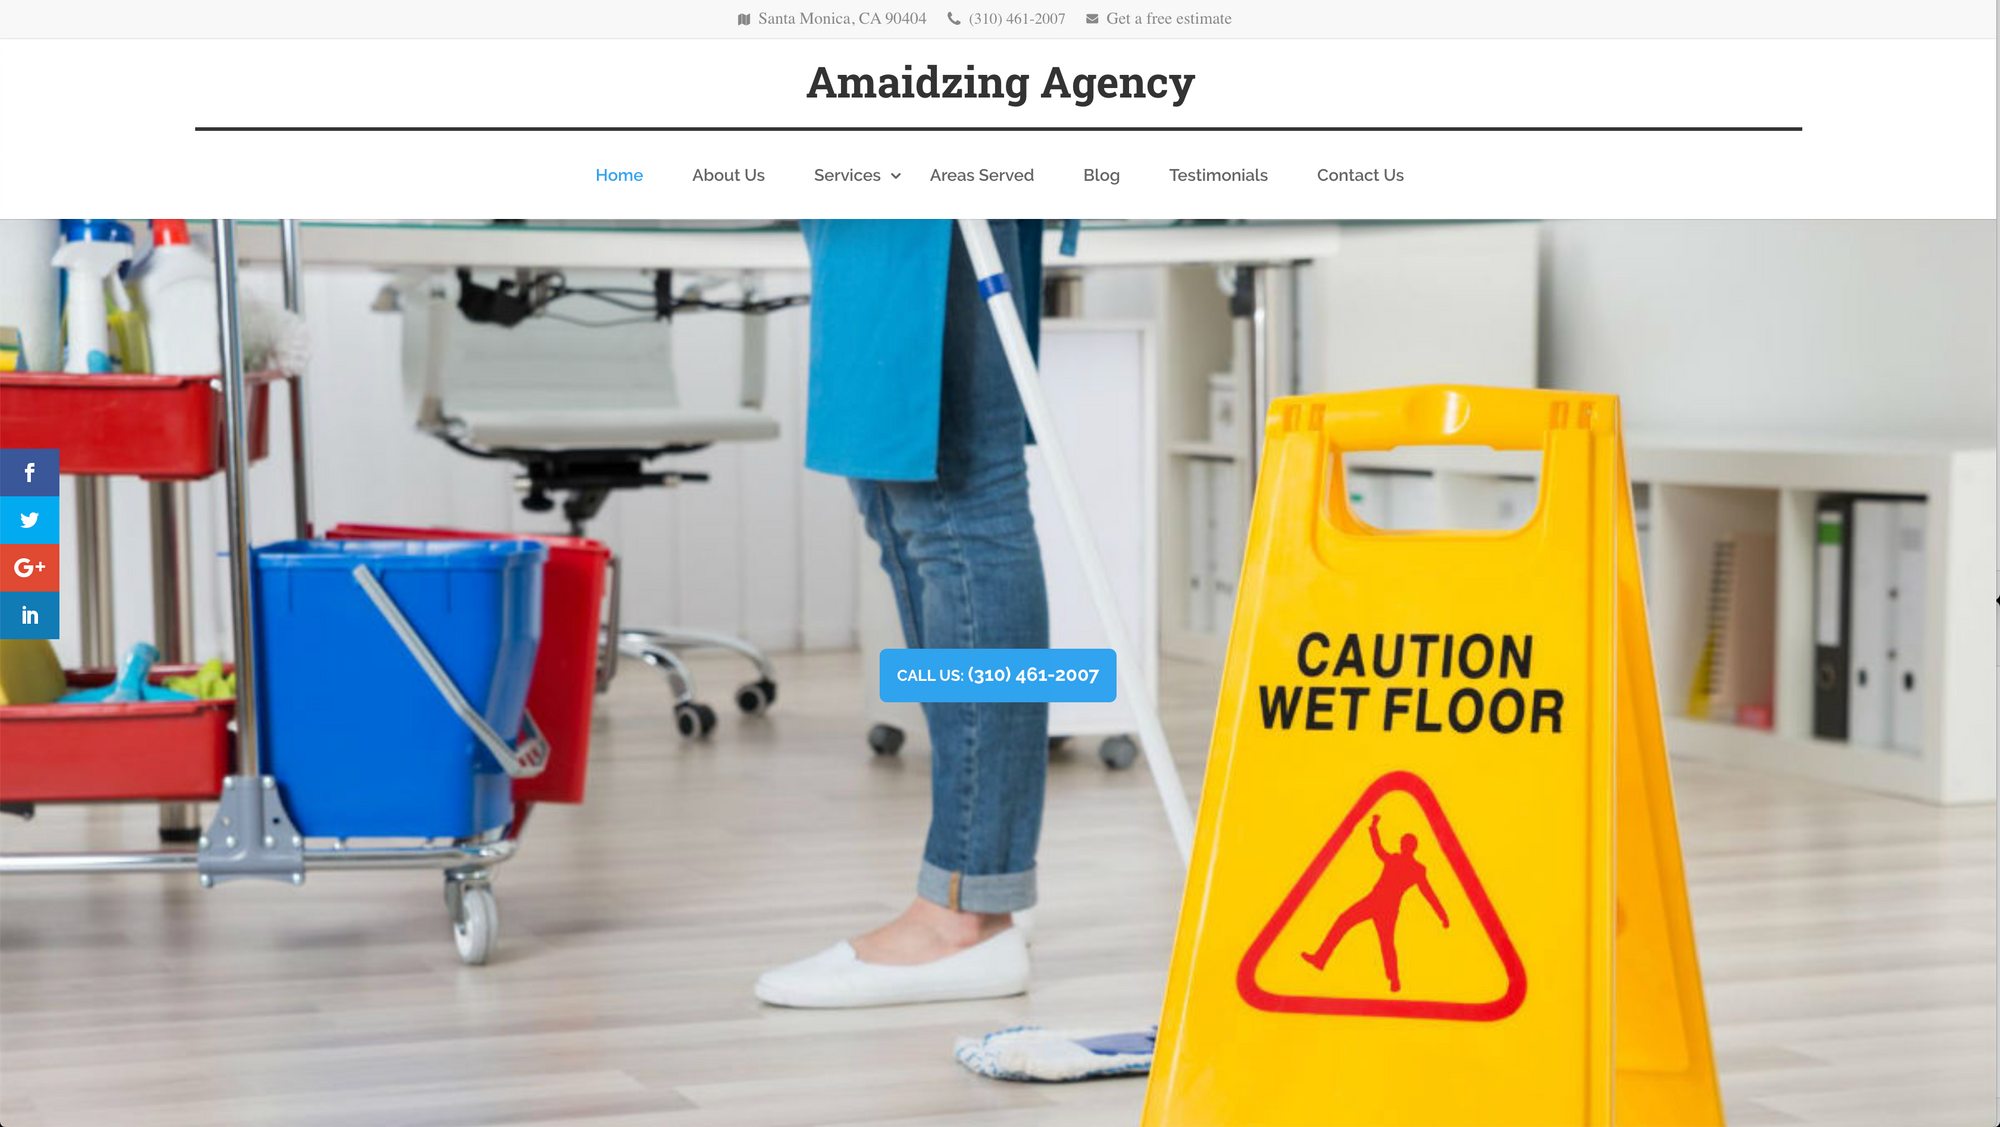 Santa Monica, CA 90404 (310) 461-2007 Get a free estimate
Amaidzing Agency
Home About Us Services Areas Served Blog Testimonials Contact Us
f
G+
in
CALL US: (310) 461-2007
CAUTION
WET FLOOR